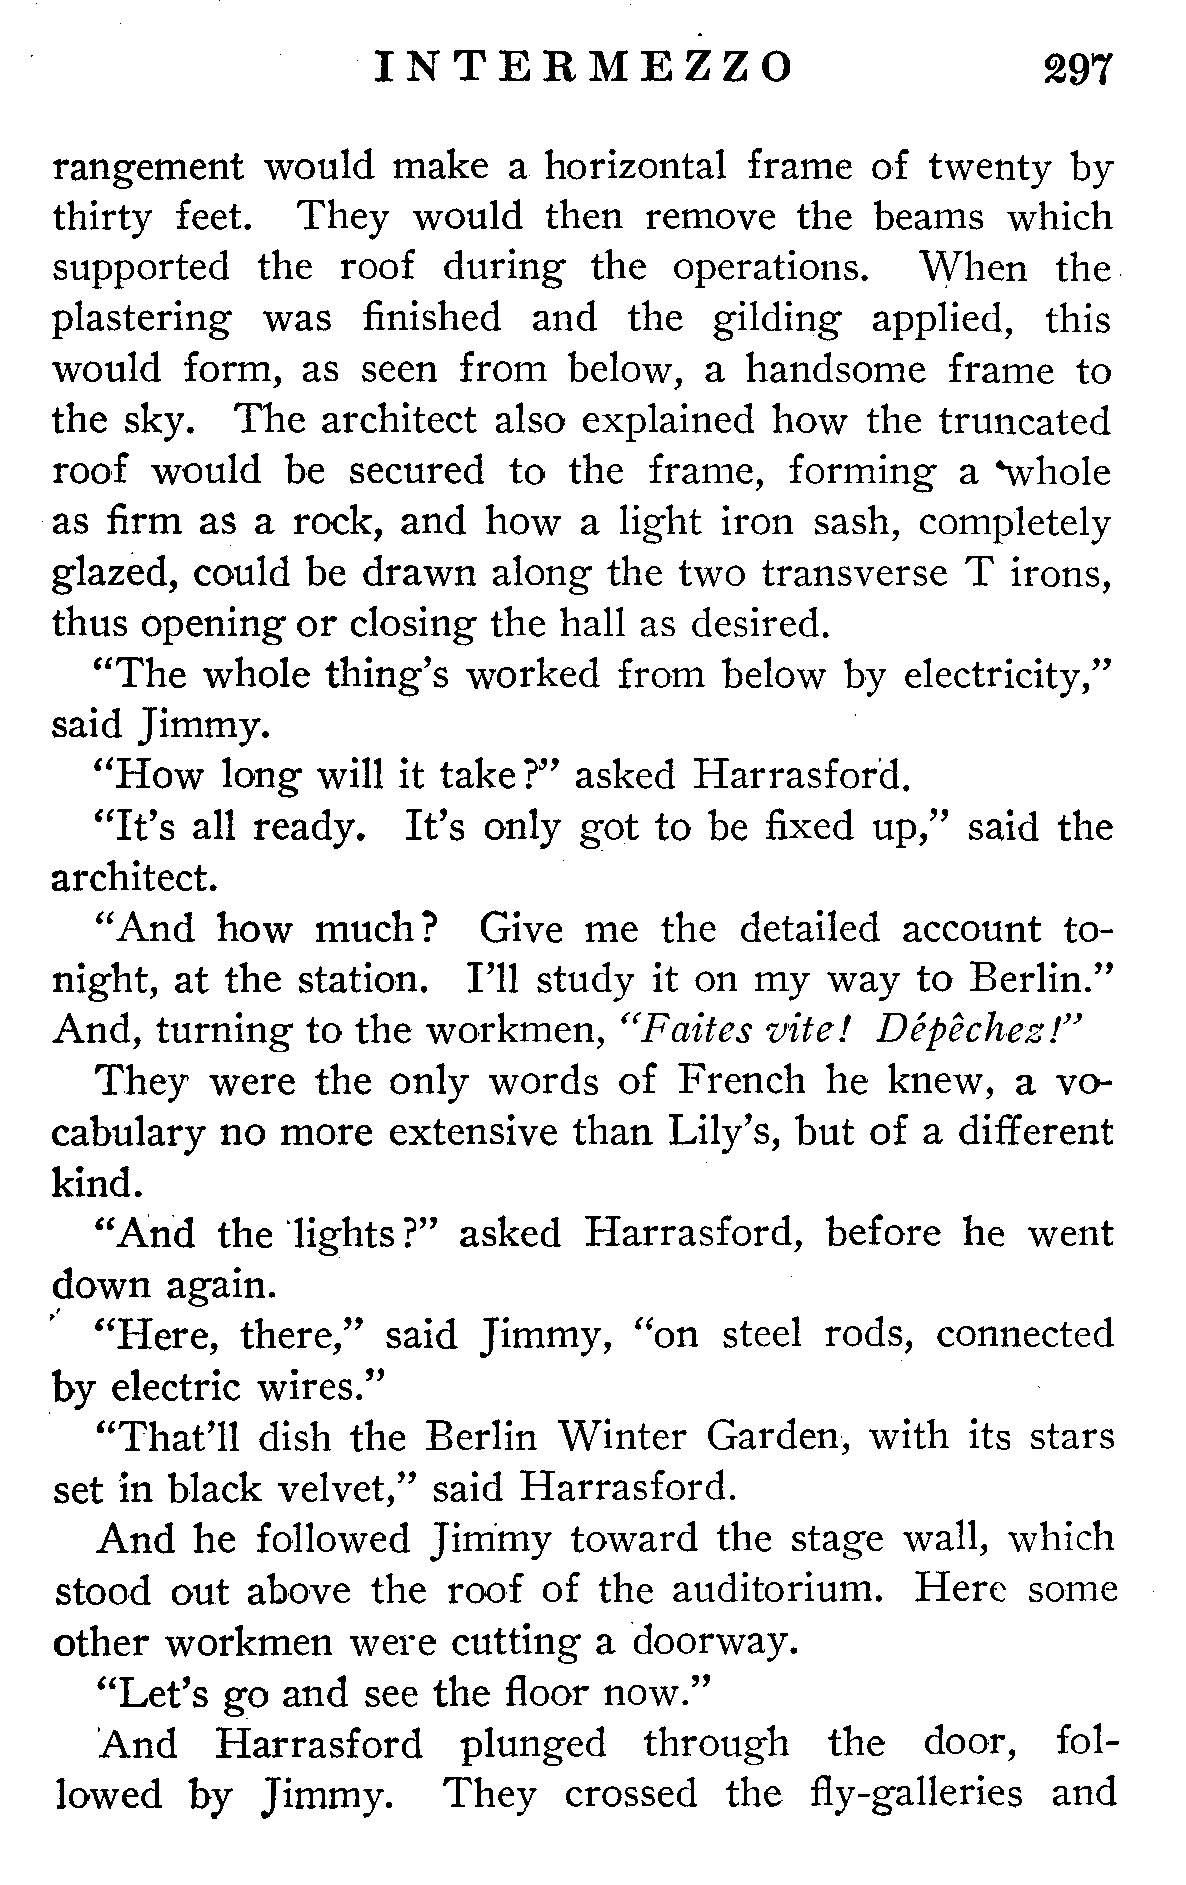 INTERMEZZO 297
rangement would make a horizontal frame of twenty by
thirty feet. They would then remove the beams which
supported the roof during the operations. When the
plastering was finished and the gilding applied, this
would form, as seen from below, a handsome frame to
the sky. The architect also explained how the truncated
roof would be secured to the frame, forming a whole
as firm as a rock, and how a light iron sash, completely
glazed, could be drawn along the two transverse T irons,
thus opening or closing the hall as desired.
“The whole thing’s worked from below by electricity,”
said Jimmy.
“How long will it take?” asked Harrasford.
“It’s all ready. It’s only got to be fixed up,” said the
architect.
“And how much? Give me the detailed account to-
night, at the station. I’ll study it on my way to Berlin.”
And, turning to the workmen, “Faites vite! Dépêchez!”
They were the only words of French he knew, a vo-
cabulary no more extensive than Lily’s, but of a different
kind.
“And the lights?” asked Harrasford, before he went
down again.
“Here, there,” said Jimmy, “on steel rods, connected
by electric wires.”
“That’ll dish the Berlin Winter Garden, with its stars
set in black velvet,” said Harrasford.
And he followed Jimmy toward the stage wall, which
stood out above the roof of the auditorium. Here some
other workmen were cutting a doorway.
“Let’s go and see the floor now.”
And Harrasford plunged through the door, fol-
lowed by Jimmy. They crossed the fly-galleries and